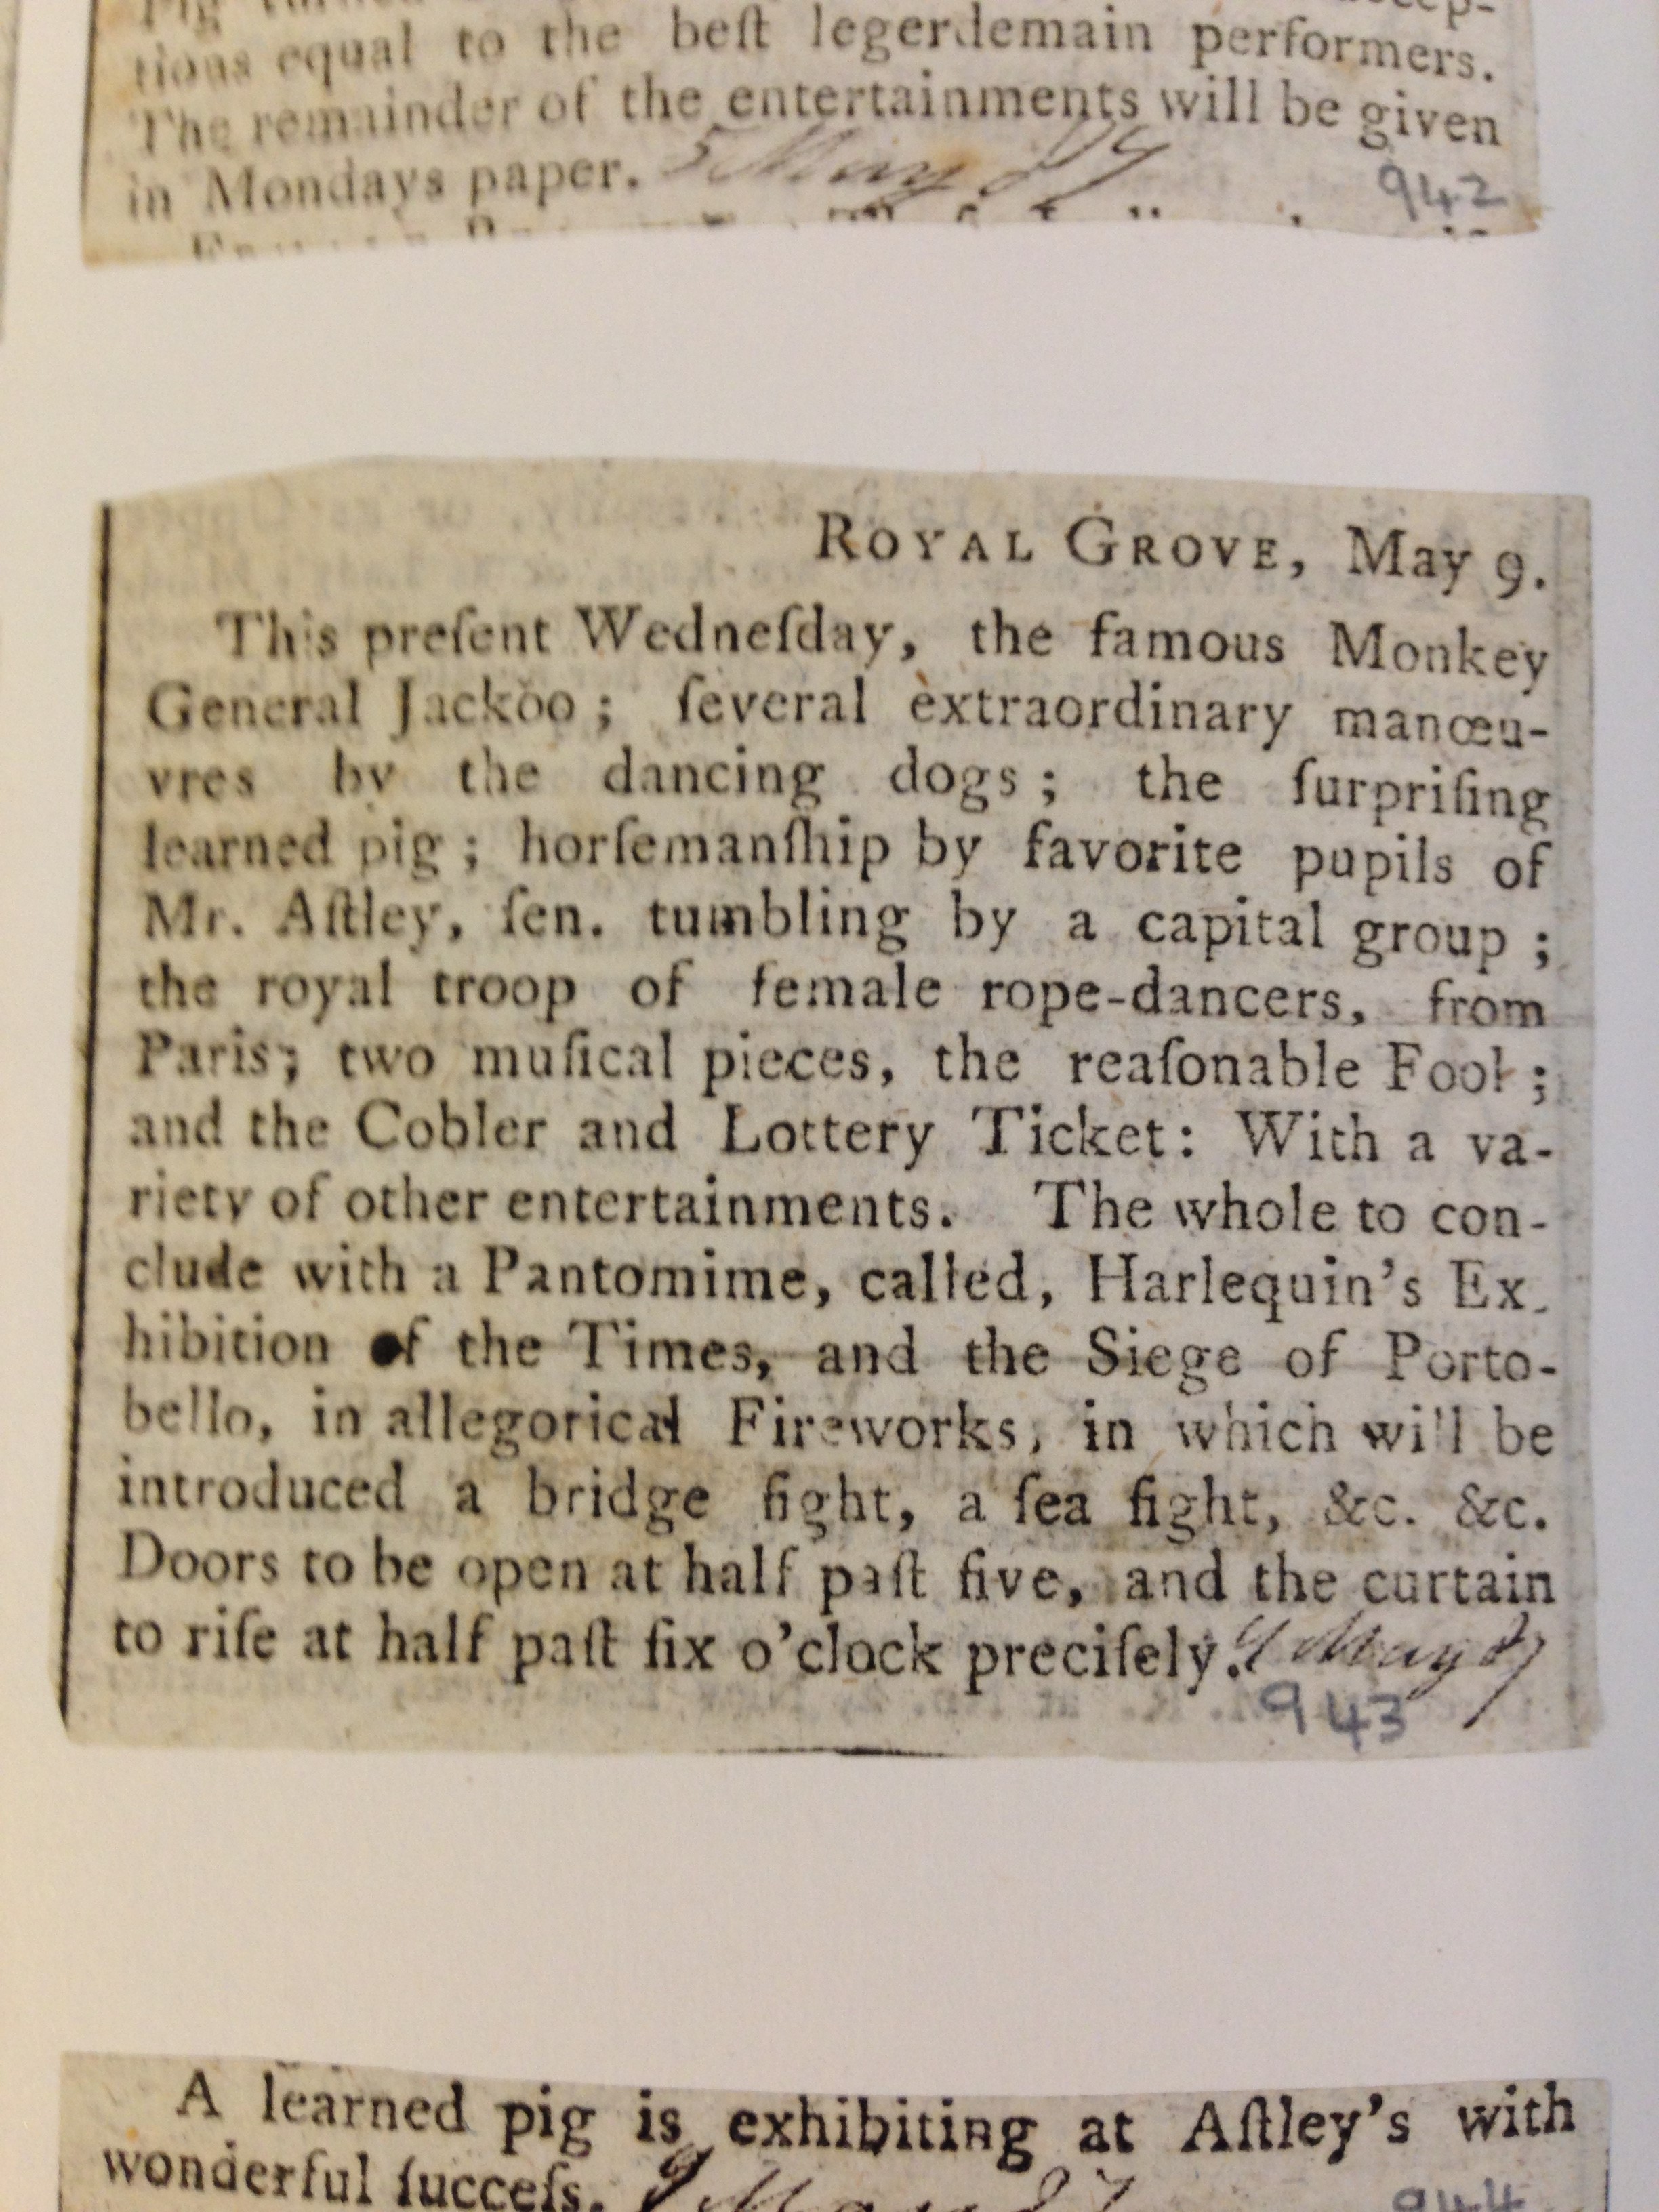 tions equal to the beſt legerdemain performers.
The remainder of the entertainments will be given
in Mondays paper. 5 May
942
ROYAL GROVE, May 9.
This preſent Wedneſday, the famous Monkey
General Jackoo; ſeveral extraordinary manœu-
vres by the dancing dogs; the ſurpriſing
learned pig; horſemanſhip by favorite pupils of
Mr. Aſtley, ſen. tumbling by a capital group;
the royal troop of female rope-dancers, from
Paris; two muſical pieces, the reaſonable Fool;
and the Cobler and Lottery Ticket: With a va-
riety of other entertainments. The whole to con-
clude with a Pantomime, called, Harlequin's Ex-
hibition of the Times, and the Siege of Porto-
bello, in allegorical Fireworks, in which will be
introduced a bridge fight, a ſea fight, &c. &c.
Doors to be open at half paſt five, and the curtain
to riſe at half paſt ſix o'clock preciſely. 9 May
943
A learned pig is exhibiting at Aſtley's with
wonderful ſucceſs. 9 May
944